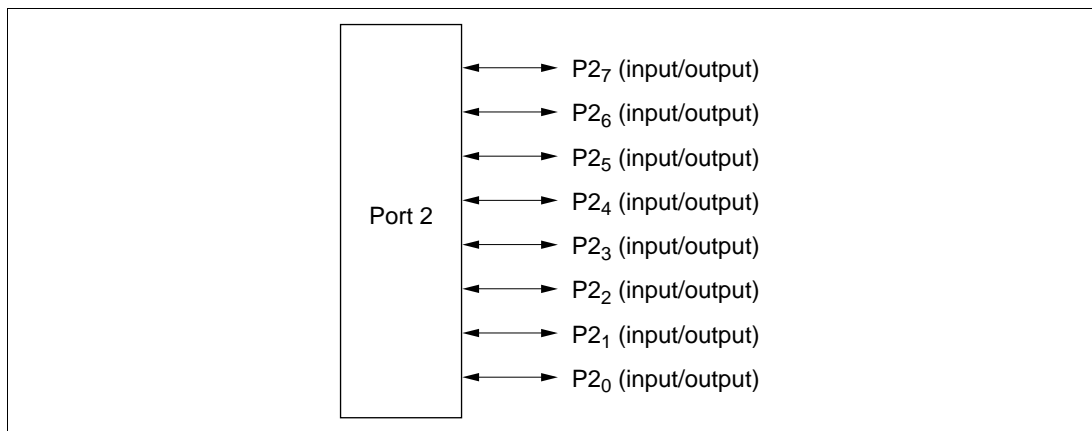 P2₇ (input/output)
P2₆ (input/output)
P2₅ (input/output)
P2₄ (input/output)
Port 2
P2₃ (input/output)
P2₂ (input/output)
P2₁ (input/output)
P2₀ (input/output)